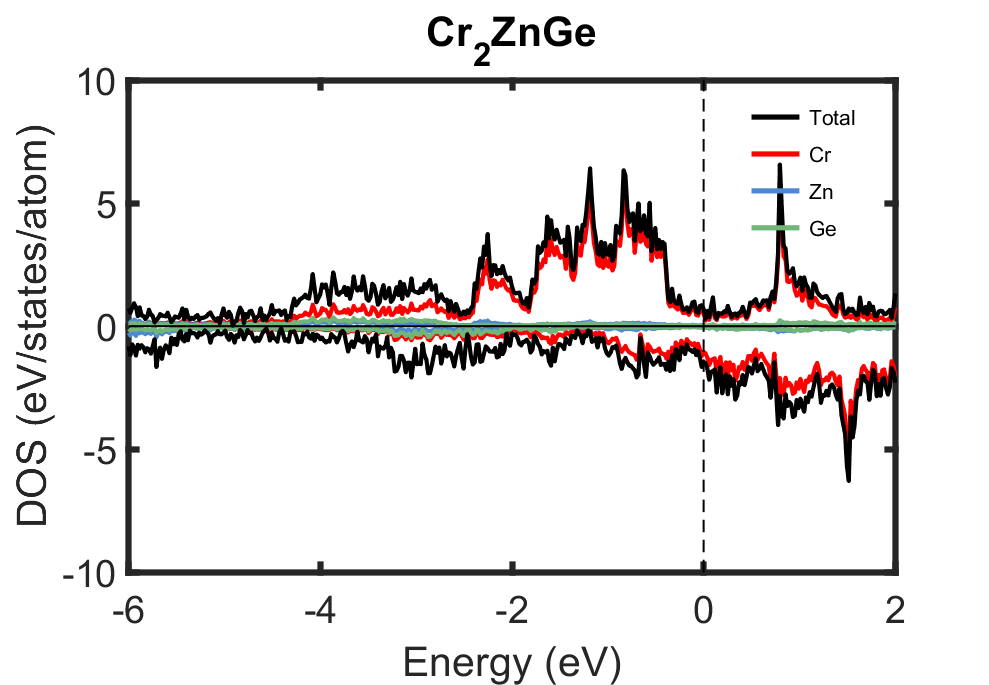 Cr2ZnGe
10
5
0
-5
-10
DOS (eV/states/atom)
Total
Cr
Zn
Ge
-6 -4 -2 0 2
Energy (eV)